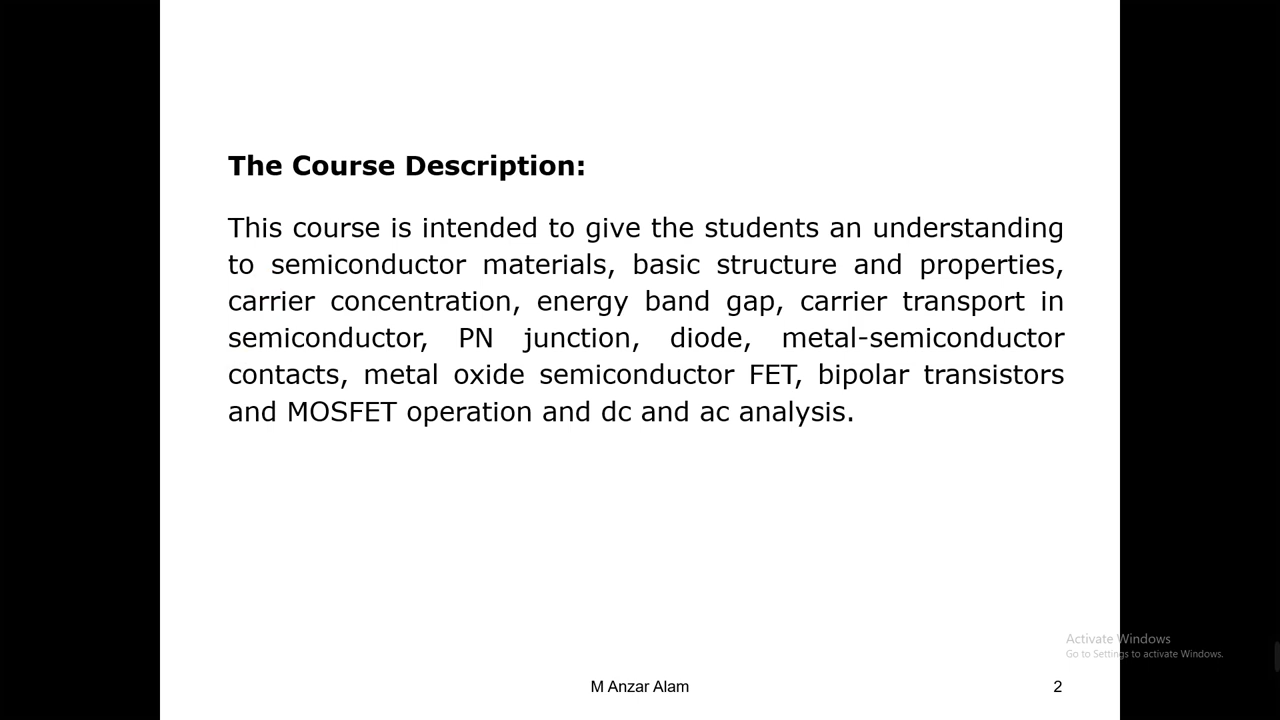 The Course Description:
This course is intended to give the students an understanding
to semiconductor materials, basic structure and properties,
carrier concentration, energy band gap, carrier transport in
semiconductor, PN junction, diode, metal-semiconductor
contacts, metal oxide semiconductor FET, bipolar transistors
and MOSFET operation and dc and ac analysis.
Activate Windows
Go to Settings to activate Windows.
M Anzar Alam
2